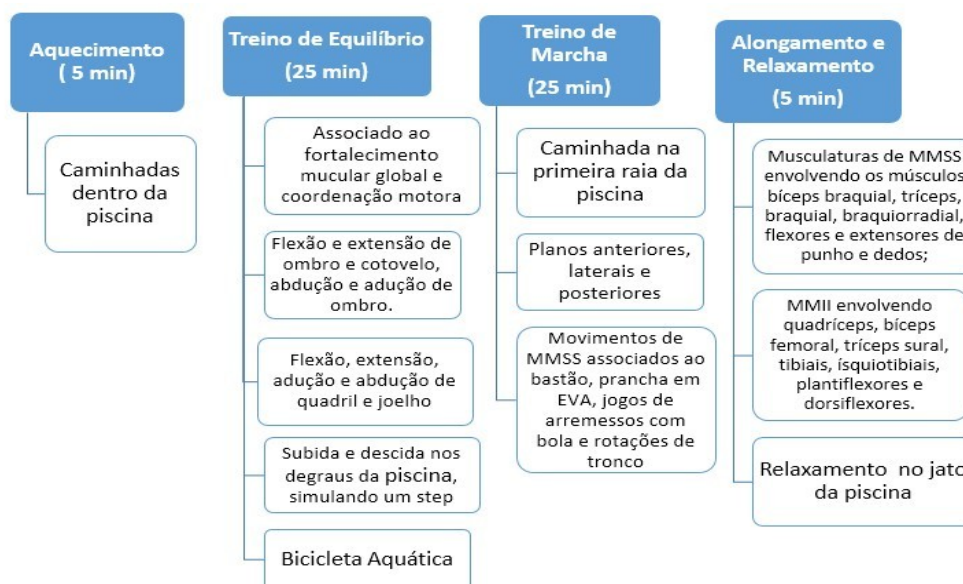 Aquecimento
( 5 min)
Caminhadas
dentro da
piscina
Treino de Equilíbrio
(25 min)
Associado ao
fortalecimento
mucular global e
coordenação motora
Flexão e extensão de
ombro e cotovelo,
abdução e adução de
ombro.
Flexão, extensão,
adução e abdução de
quadril e joelho
Subida e descida nos
degraus da piscina,
simulando um step
Bicicleta Aquática
Treino de
Marcha
(25 min)
Caminhada na
primeira raia da
piscina
Planos anteriores,
laterais e
posteriores
Movimentos de
MMSS associados ao
bastão, prancha em
EVA, jogos de
arremessos com
bola e rotações de
tronco
Alongamento e
Relaxamento
(5 min)
Musculaturas de MMSS
envolvendo os músculos
bíceps braquial, tríceps,
braquial, braquiorradial,
flexores e extensores de
punho e dedos;
MMII envolvendo
quadríceps, bíceps
femoral, tríceps sural,
tibiais, ísquiotibiais,
plantiflexores e
dorsiflexores.
Relaxamento no jato
da piscina